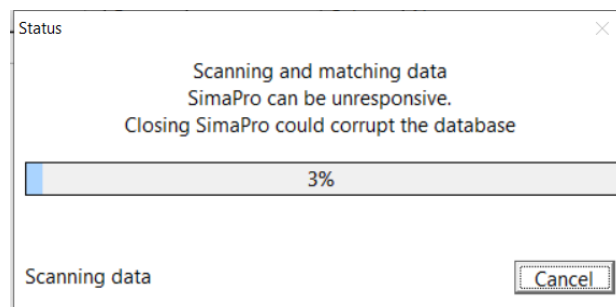 Status
Scanning and matching data
SimaPro can be unresponsive.
Closing SimaPro could corrupt the database
3%
Scanning data
Cancel